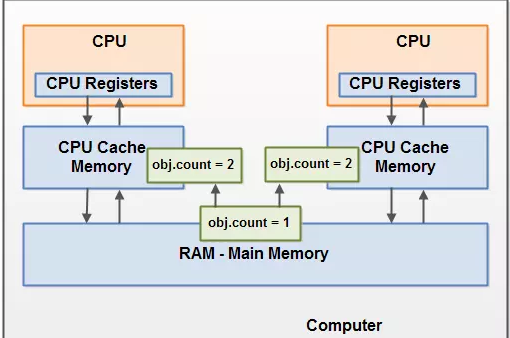 CPU
CPU
CPU Registers
CPU Registers
CPU Cache
Memory
CPU Cache
Memory
obj.count = 2
obj.count = 2
obj.count = 1
RAM - Main Memory
Computer